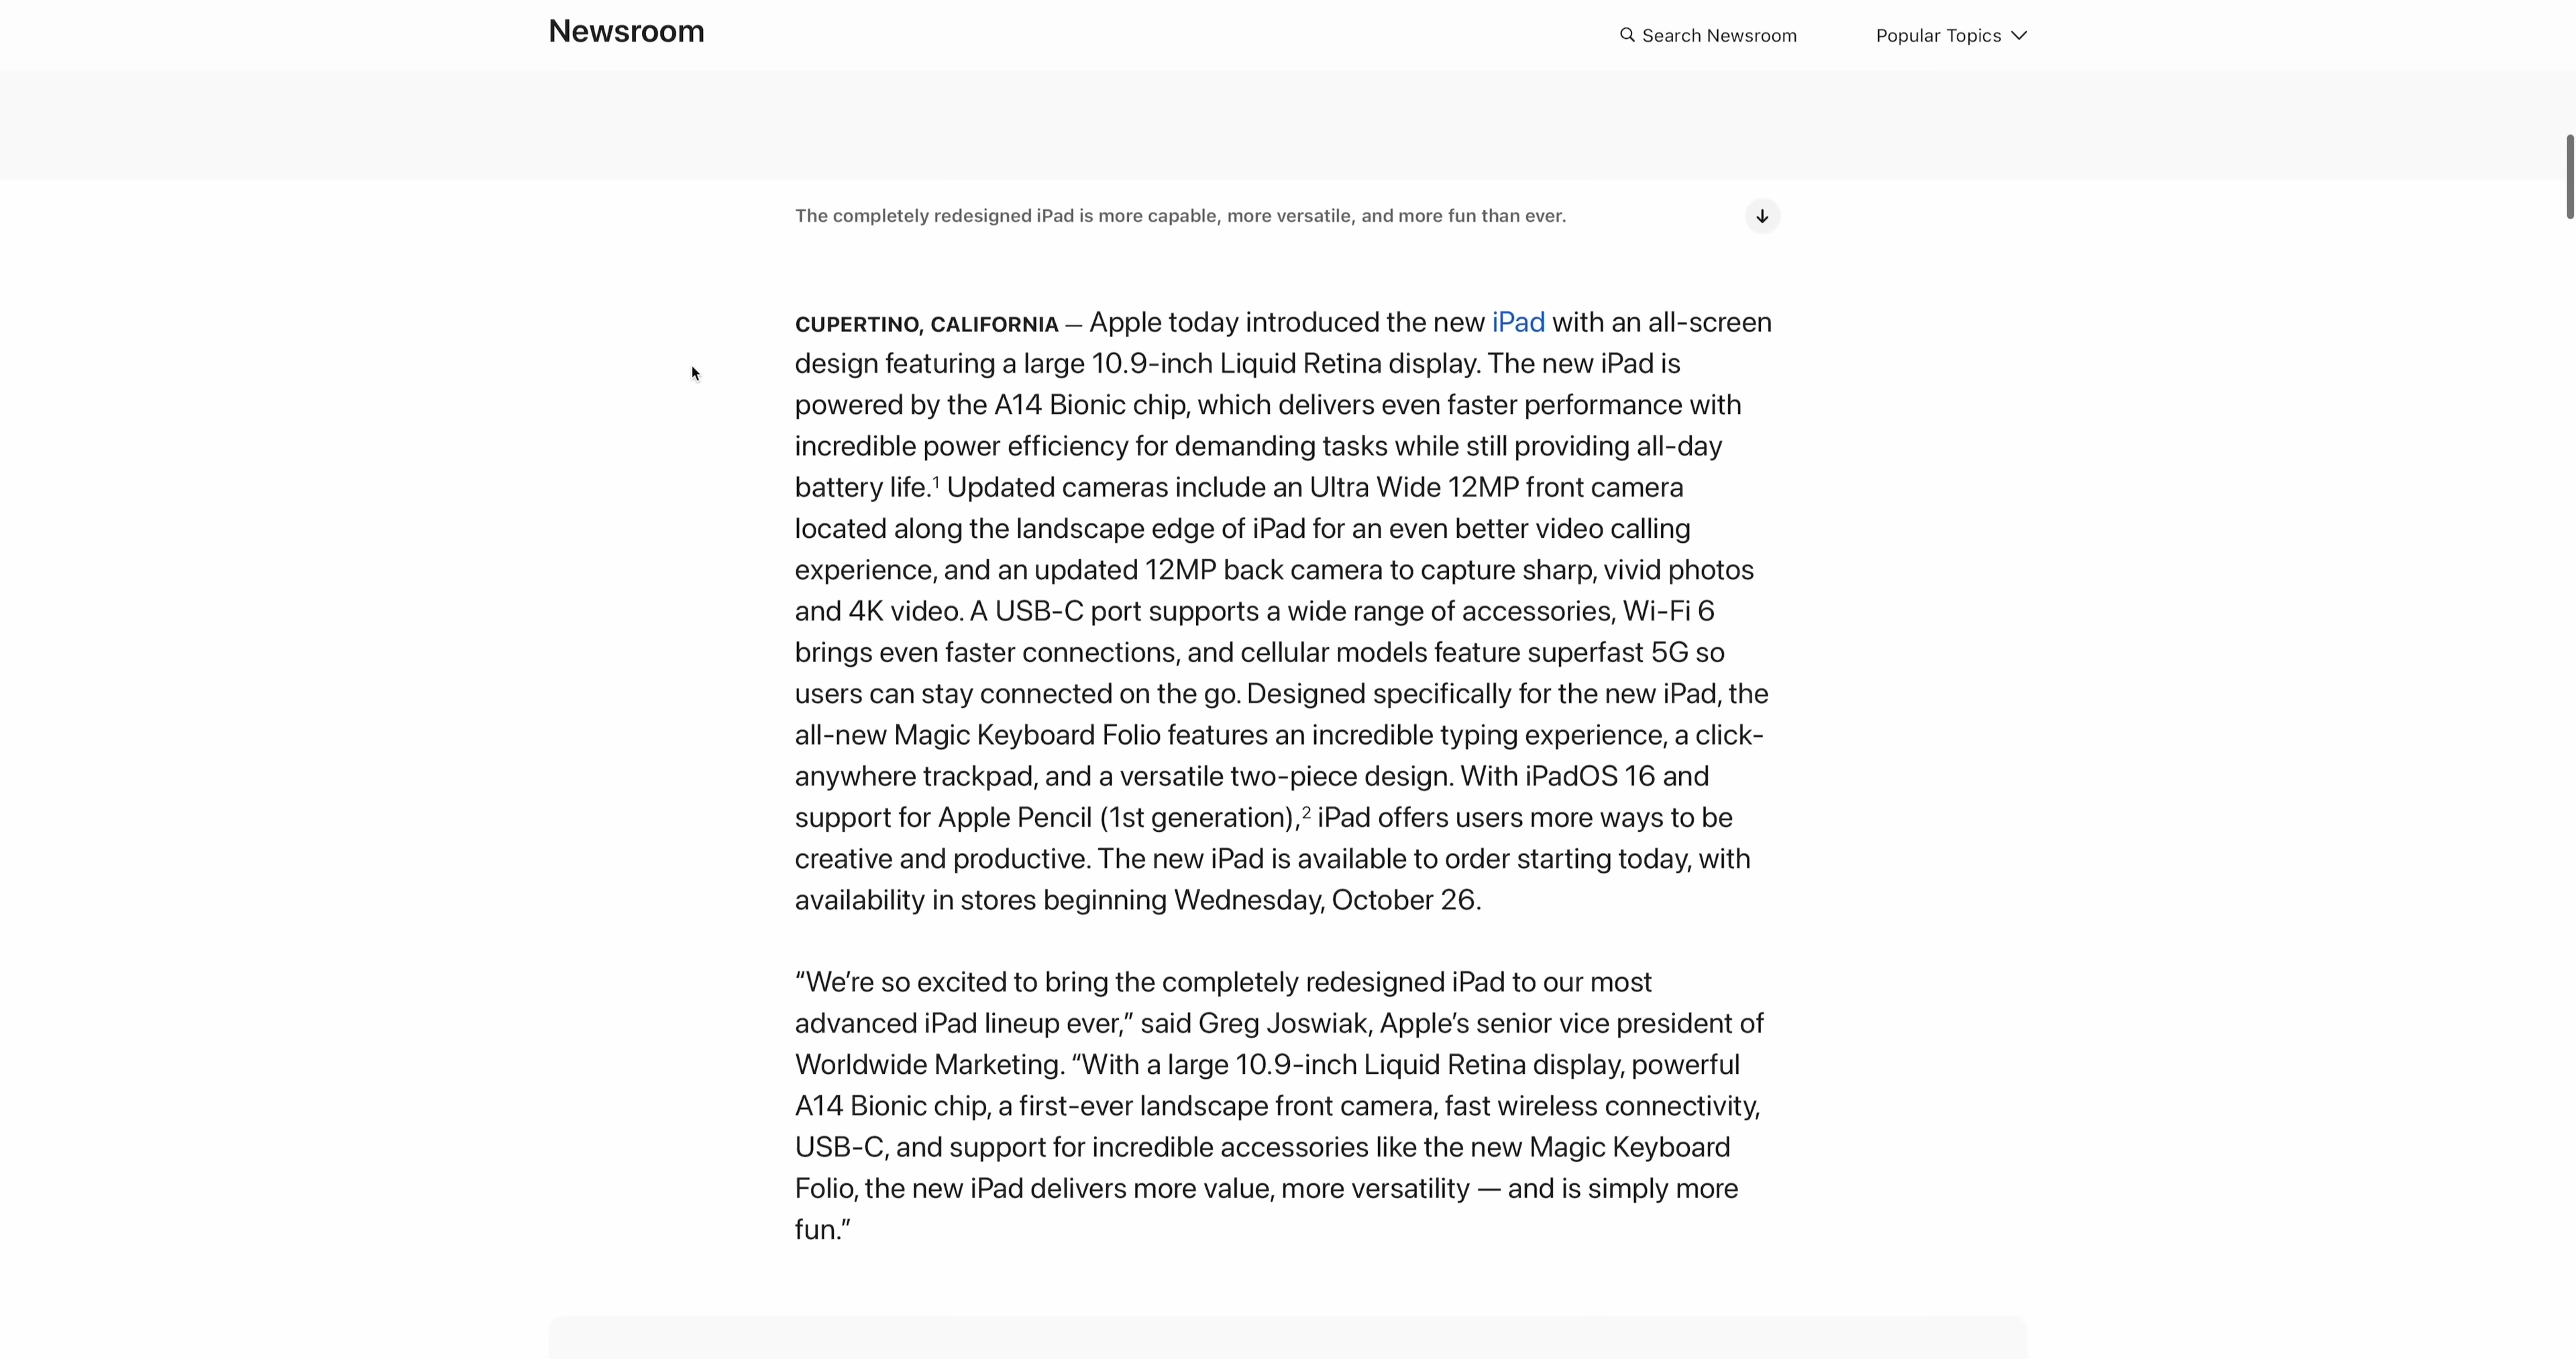 Newsroom
Search Newsroom
Popular Topics
The completely redesigned iPad is more capable, more versatile, and more fun than ever.
CUPERTINO, CALIFORNIA — Apple today introduced the new iPad with an all-screen
design featuring a large 10.9-inch Liquid Retina display. The new iPad is
powered by the A14 Bionic chip, which delivers even faster performance with
incredible power efficiency for demanding tasks while still providing all-day
battery life.¹ Updated cameras include an Ultra Wide 12MP front camera
located along the landscape edge of iPad for an even better video calling
experience, and an updated 12MP back camera to capture sharp, vivid photos
and 4K video. A USB-C port supports a wide range of accessories, Wi-Fi 6
brings even faster connections, and cellular models feature superfast 5G so
users can stay connected on the go. Designed specifically for the new iPad, the
all-new Magic Keyboard Folio features an incredible typing experience, a click-
anywhere trackpad, and a versatile two-piece design. With iPadOS 16 and
support for Apple Pencil (1st generation),² iPad offers users more ways to be
creative and productive. The new iPad is available to order starting today, with
availability in stores beginning Wednesday, October 26.
“We’re so excited to bring the completely redesigned iPad to our most
advanced iPad lineup ever,” said Greg Joswiak, Apple’s senior vice president of
Worldwide Marketing. “With a large 10.9-inch Liquid Retina display, powerful
A14 Bionic chip, a first-ever landscape front camera, fast wireless connectivity,
USB-C, and support for incredible accessories like the new Magic Keyboard
Folio, the new iPad delivers more value, more versatility — and is simply more
fun.”